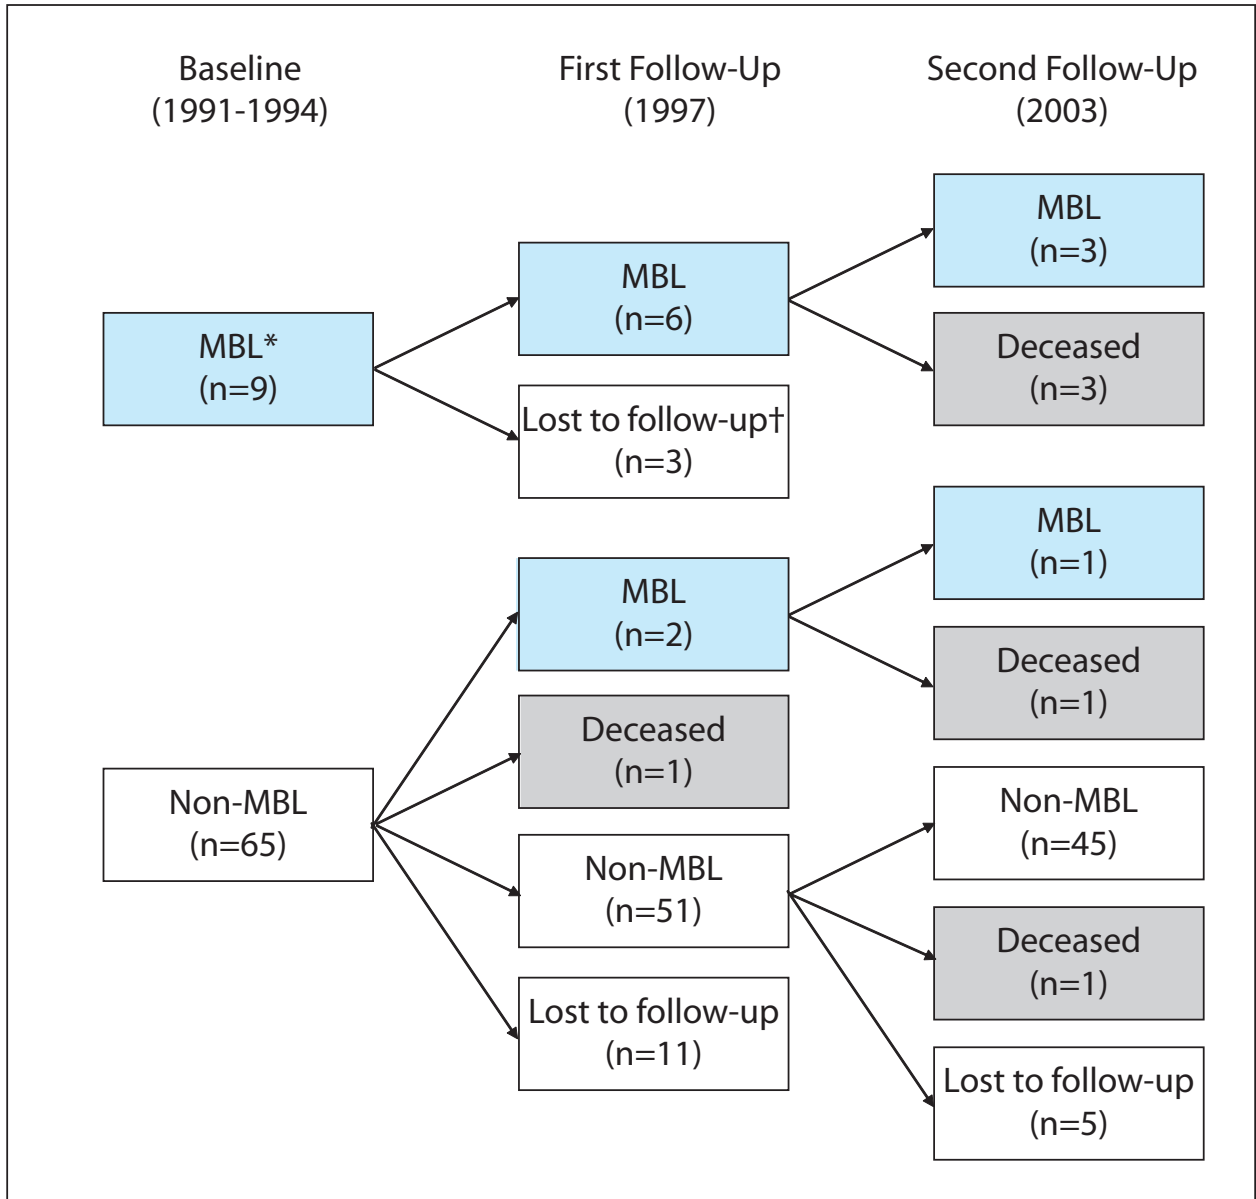 Baseline
(1991-1994)
First Follow-Up
(1997)
Second Follow-Up
(2003)
MBL*
(n=9)
Non-MBL
(n=65)
MBL
(n=6)
Lost to follow-up†
(n=3)
MBL
(n=2)
Deceased
(n=1)
Non-MBL
(n=51)
Lost to follow-up
(n=11)
MBL
(n=3)
Deceased
(n=3)
MBL
(n=1)
Deceased
(n=1)
Non-MBL
(n=45)
Deceased
(n=1)
Lost to follow-up
(n=5)